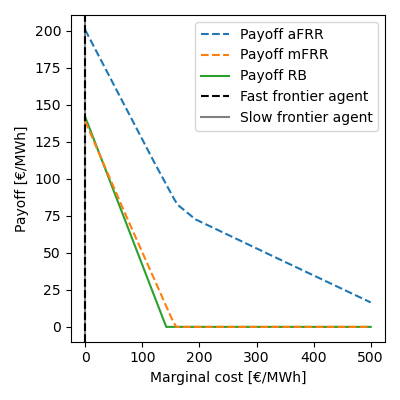 200
175
150
125
100
75
50
25
0
Payoff [€/MWh]
Payoff aFRR
Payoff mFRR
Payoff RB
Fast frontier agent
Slow frontier agent
0 100 200 300 400 500
Marginal cost [€/MWh]